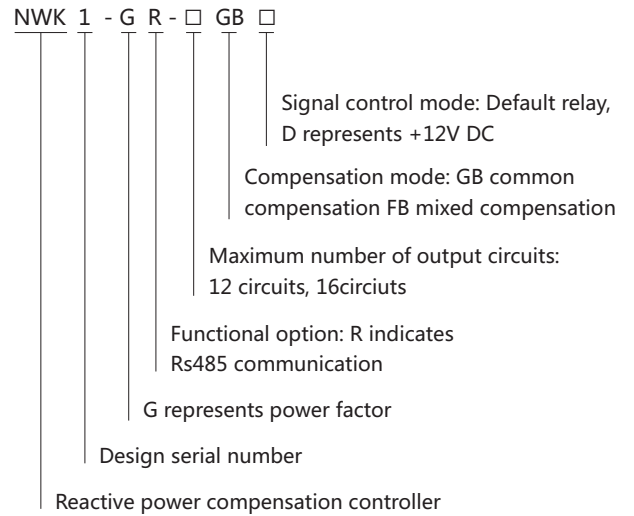 NWK 1 - G R - □ GB □
Signal control mode: Default relay,
D represents +12V DC
Compensation mode: GB common
compensation FB mixed compensation
Maximum number of output circuits:
12 circuits, 16circiuts
Functional option: R indicates
Rs485 communication
G represents power factor
Design serial number
Reactive power compensation controller